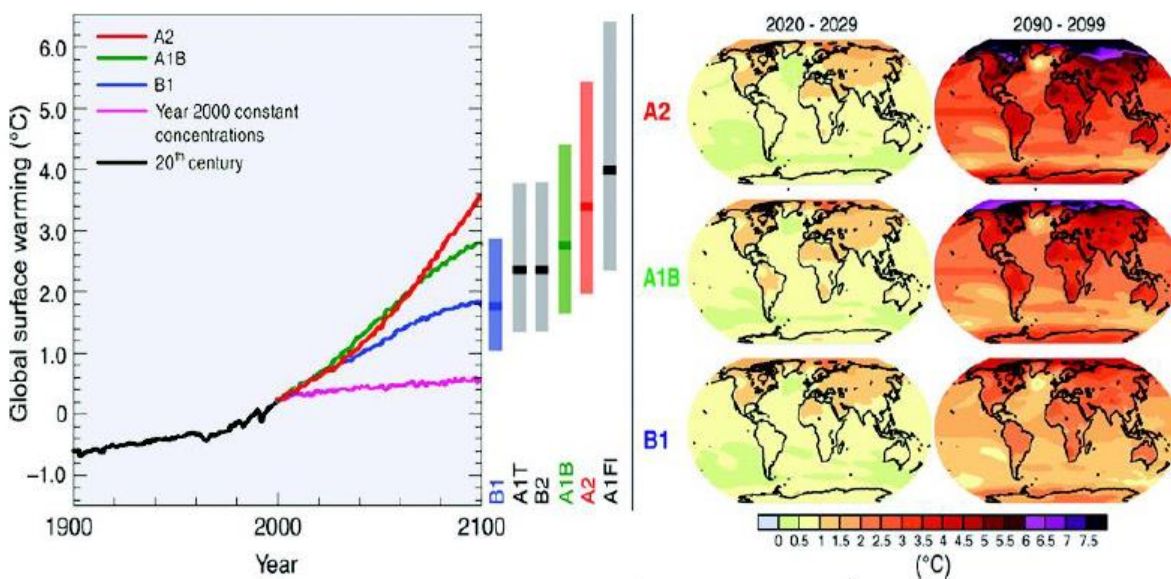 6.0
5.0
4.0
3.0
2.0
1.0
0
−1.0
Global surface warming (°C)
A2
A1B
B1
Year 2000 constant
concentrations
20th century
1900
2000
2100
Year
B1
A1T
B2
A1B
A2
A1FI
2020 - 2029
2090 - 2099
A2
A1B
B1
0 0.5 1 1.5 2 2.5 3 3.5 4 4.5 5 5.5 6 6.5 7 7.5
(°C)